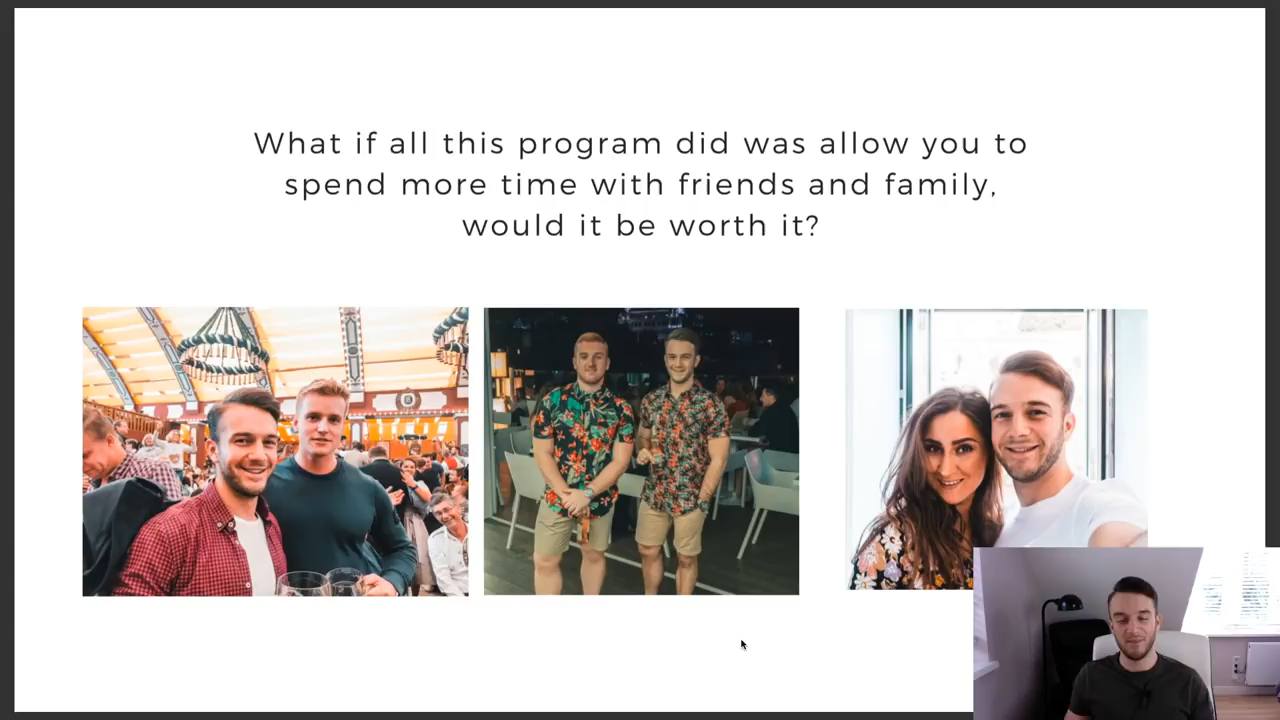 What if all this program did was allow you to
spend more time with friends and family,
would it be worth it?